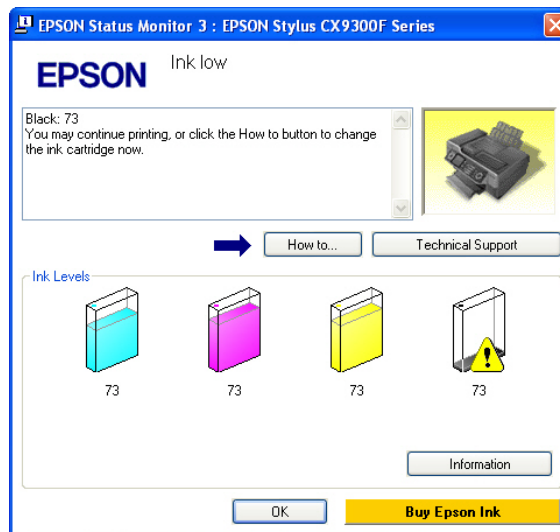 EPSON Status Monitor 3 : EPSON Stylus CX9300F Series
EPSON
Ink low
Black: 73
You may continue printing, or click the How to button to change
the ink cartridge now.
How to...
Technical Support
Ink Levels
73 73 73 73
Information
OK
Buy Epson Ink